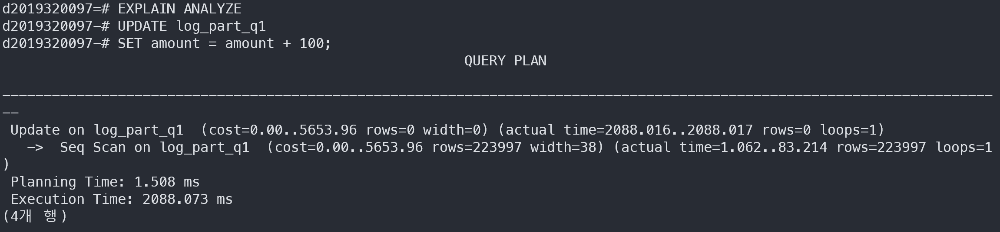 d2019320097=# EXPLAIN ANALYZE
d2019320097-# UPDATE log_part_q1
d2019320097-# SET amount = amount + 100;
QUERY PLAN
------------------------------------------------------------------------------------------------------------------------
--
Update on log_part_q1  (cost=0.00..5653.96 rows=0 width=0) (actual time=2088.016..2088.017 rows=0 loops=1)
->  Seq Scan on log_part_q1  (cost=0.00..5653.96 rows=223997 width=38) (actual time=1.062..83.214 rows=223997 loops=1
)
Planning Time: 1.508 ms
Execution Time: 2088.073 ms
(4개 행)